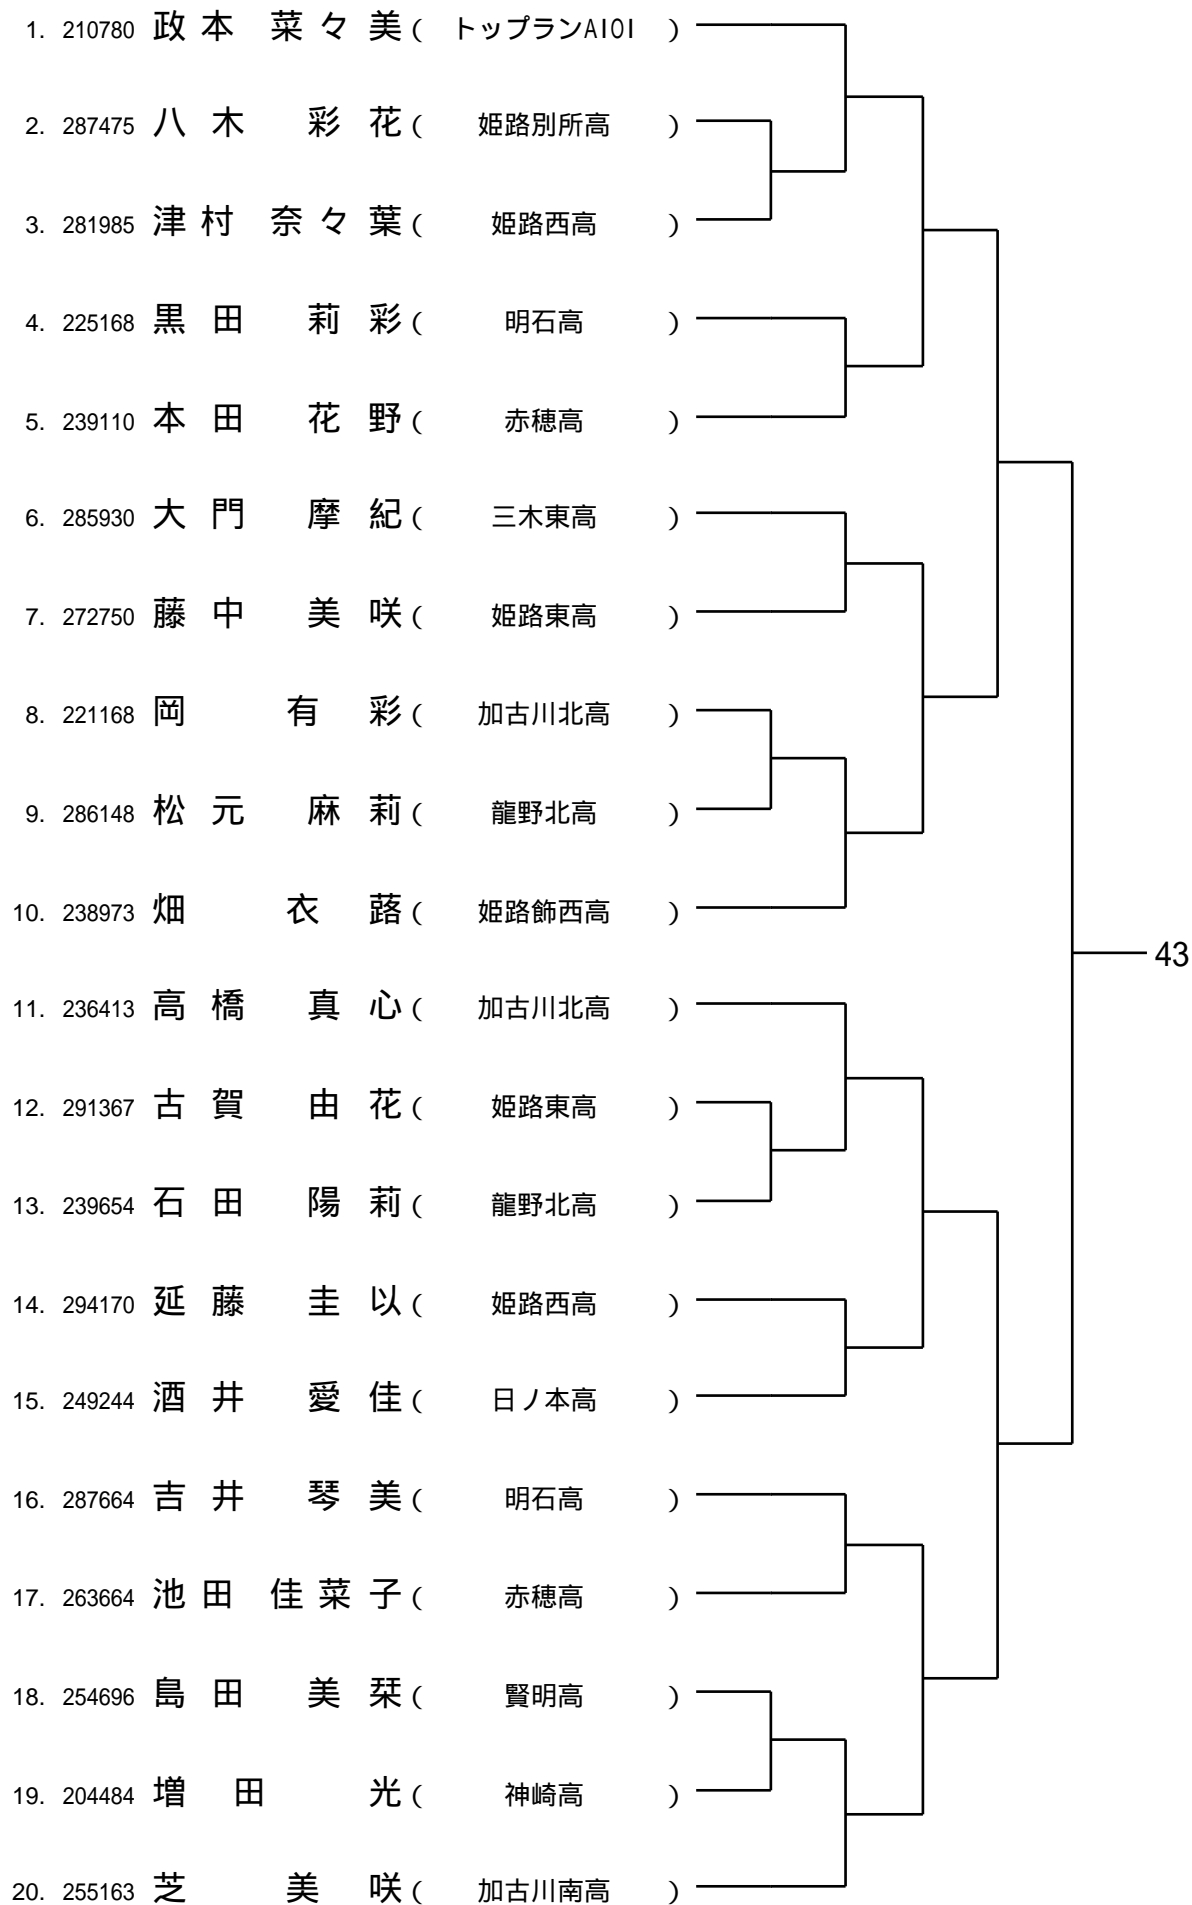 1. 210780 政本 菜々美( トップランAIOI )
2. 287475 八木 彩花( 姫路別所高 )
3. 281985 津村 奈々葉( 姫路西高 )
4. 225168 黒田 莉彩( 明石高 )
5. 239110 本田 花野( 赤穂高 )
6. 285930 大門 摩紀( 三木東高 )
7. 272750 藤中 美咲( 姫路東高 )
8. 221168 岡 有彩( 加古川北高 )
9. 286148 松元 麻莉( 龍野北高 )
10. 238973 畑 衣蕗( 姫路飾西高 )
43
11. 236413 高橋 真心( 加古川北高 )
12. 291367 古賀 由花( 姫路東高 )
13. 239654 石田 陽莉( 龍野北高 )
14. 294170 延藤 圭以( 姫路西高 )
15. 249244 酒井 愛佳( 日ノ本高 )
16. 287664 吉井 琴美( 明石高 )
17. 263664 池田 佳菜子( 赤穂高 )
18. 254696 島田 美栞( 賢明高 )
19. 204484 増田 光( 神崎高 )
20. 255163 芝 美咲( 加古川南高 )